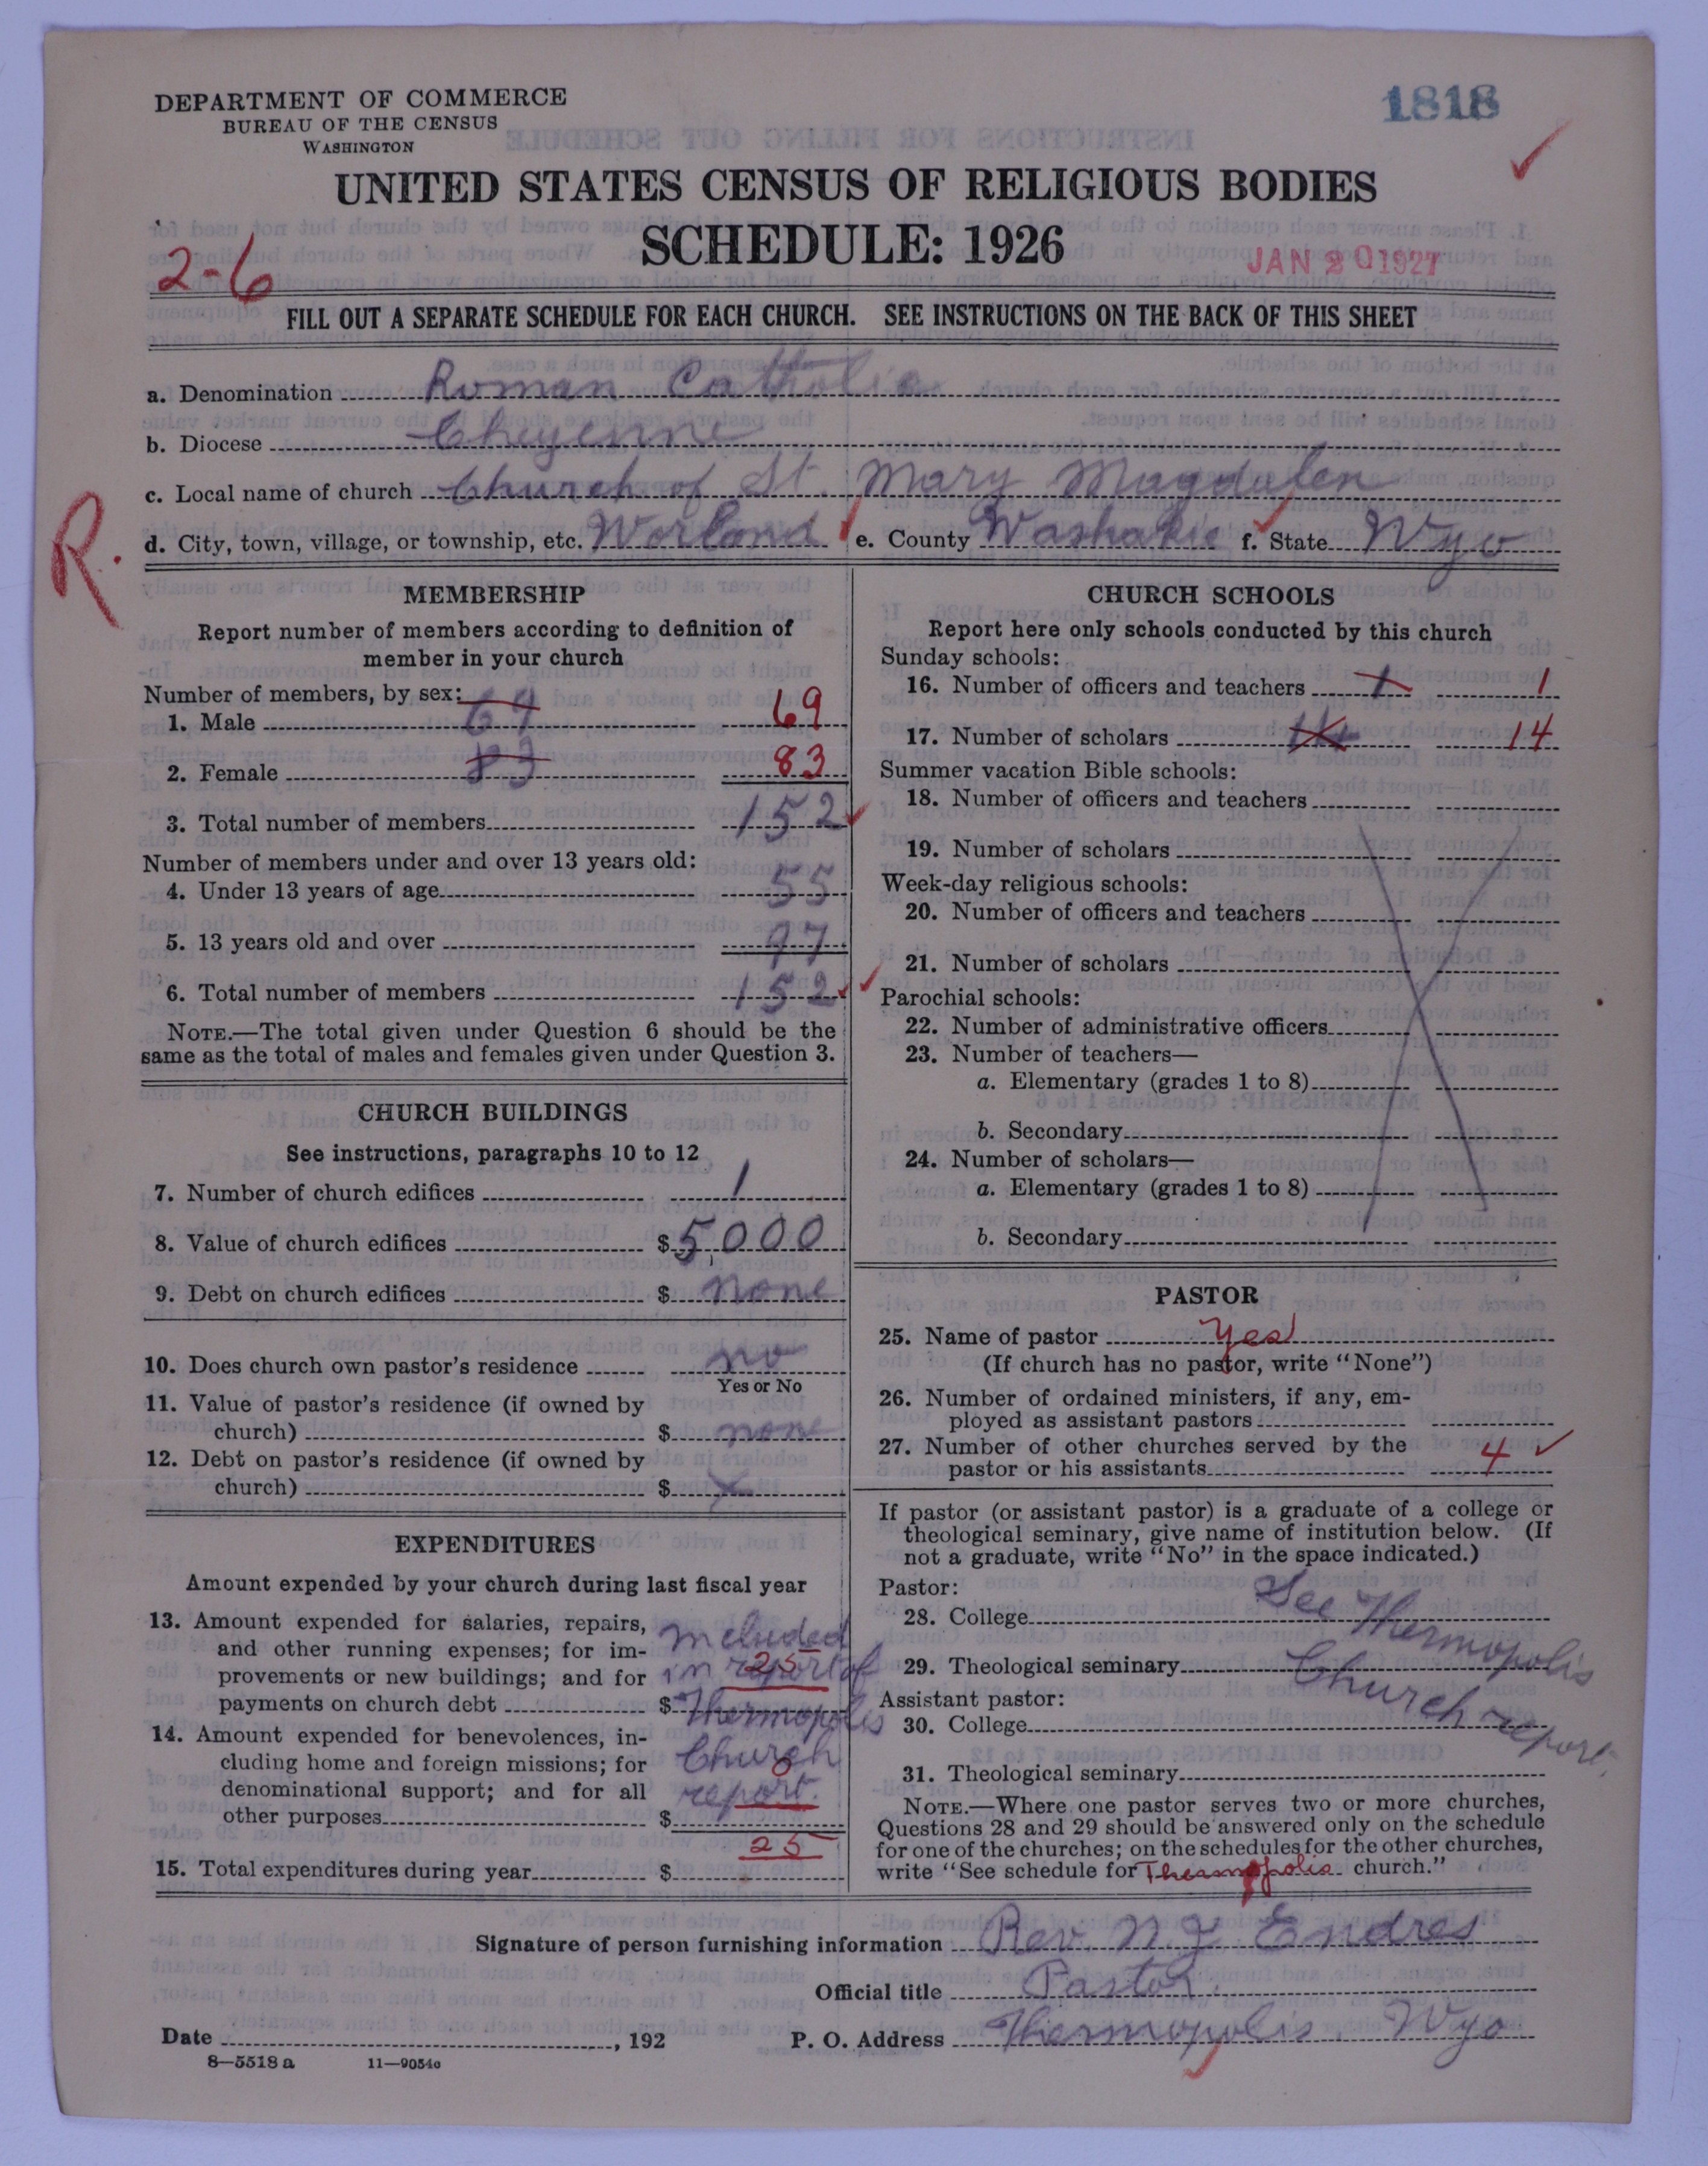 DEPARTMENT OF COMMERCE
BUREAU OF THE CENSUS
WASHINGTON
1818
UNITED STATES CENSUS OF RELIGIOUS BODIES
SCHEDULE: 1926
2-6
JAN 20 1927
FILL OUT A SEPARATE SCHEDULE FOR EACH CHURCH. SEE INSTRUCTIONS ON THE BACK OF THIS SHEET
a. Denomination Roman Catholic
b. Diocese Cheyenne
c. Local name of church Church of St. Mary Magdalen
R.
d. City, town, village, or township, etc. Worland e. County Washakie f. State Wyo
MEMBERSHIP
Report number of members according to definition of
member in your church
Number of members, by sex:
1. Male 69 69
2. Female 83 83
3. Total number of members 152
Number of members under and over 13 years old:
4. Under 13 years of age 55
5. 13 years old and over 97
6. Total number of members 152
NOTE.—The total given under Question 6 should be the
same as the total of males and females given under Question 3.
CHURCH BUILDINGS
See instructions, paragraphs 10 to 12
7. Number of church edifices 1
8. Value of church edifices $5,000
9. Debt on church edifices $ none
10. Does church own pastor's residence no
Yes or No
11. Value of pastor's residence (if owned by
church) $ none
12. Debt on pastor's residence (if owned by
church) $ x
EXPENDITURES
Amount expended by your church during last fiscal year
13. Amount expended for salaries, repairs, Included
and other running expenses; for im-
provements or new buildings; and for in report of 25
payments on church debt $ Thermopolis
14. Amount expended for benevolences, in-
cluding home and foreign missions; for Church 0
denominational support; and for all report.
other purposes $
25
15. Total expenditures during year $
CHURCH SCHOOLS
Report here only schools conducted by this church
Sunday schools:
16. Number of officers and teachers 1 1
17. Number of scholars 14 14
Summer vacation Bible schools:
18. Number of officers and teachers
19. Number of scholars
Week-day religious schools:
20. Number of officers and teachers
21. Number of scholars
Parochial schools:
22. Number of administrative officers
23. Number of teachers—
a. Elementary (grades 1 to 8)
b. Secondary
24. Number of scholars—
a. Elementary (grades 1 to 8)
b. Secondary
PASTOR
25. Name of pastor Yes
(If church has no pastor, write "None")
26. Number of ordained ministers, if any, em-
ployed as assistant pastors
27. Number of other churches served by the
pastor or his assistants 4
If pastor (or assistant pastor) is a graduate of a college or
theological seminary, give name of institution below. (If
not a graduate, write "No" in the space indicated.)
Pastor:
28. College See Thermopolis
29. Theological seminary Church report.
Assistant pastor:
30. College
31. Theological seminary
NOTE.—Where one pastor serves two or more churches,
Questions 28 and 29 should be answered only on the schedule
for one of the churches; on the schedules for the other churches,
write "See schedule for Thermopolis church."
Signature of person furnishing information Rev. N. J. Endres
Official title Pastor.
Date , 192 P. O. Address Thermopolis, Wyo
8—5518 a 11—9054a